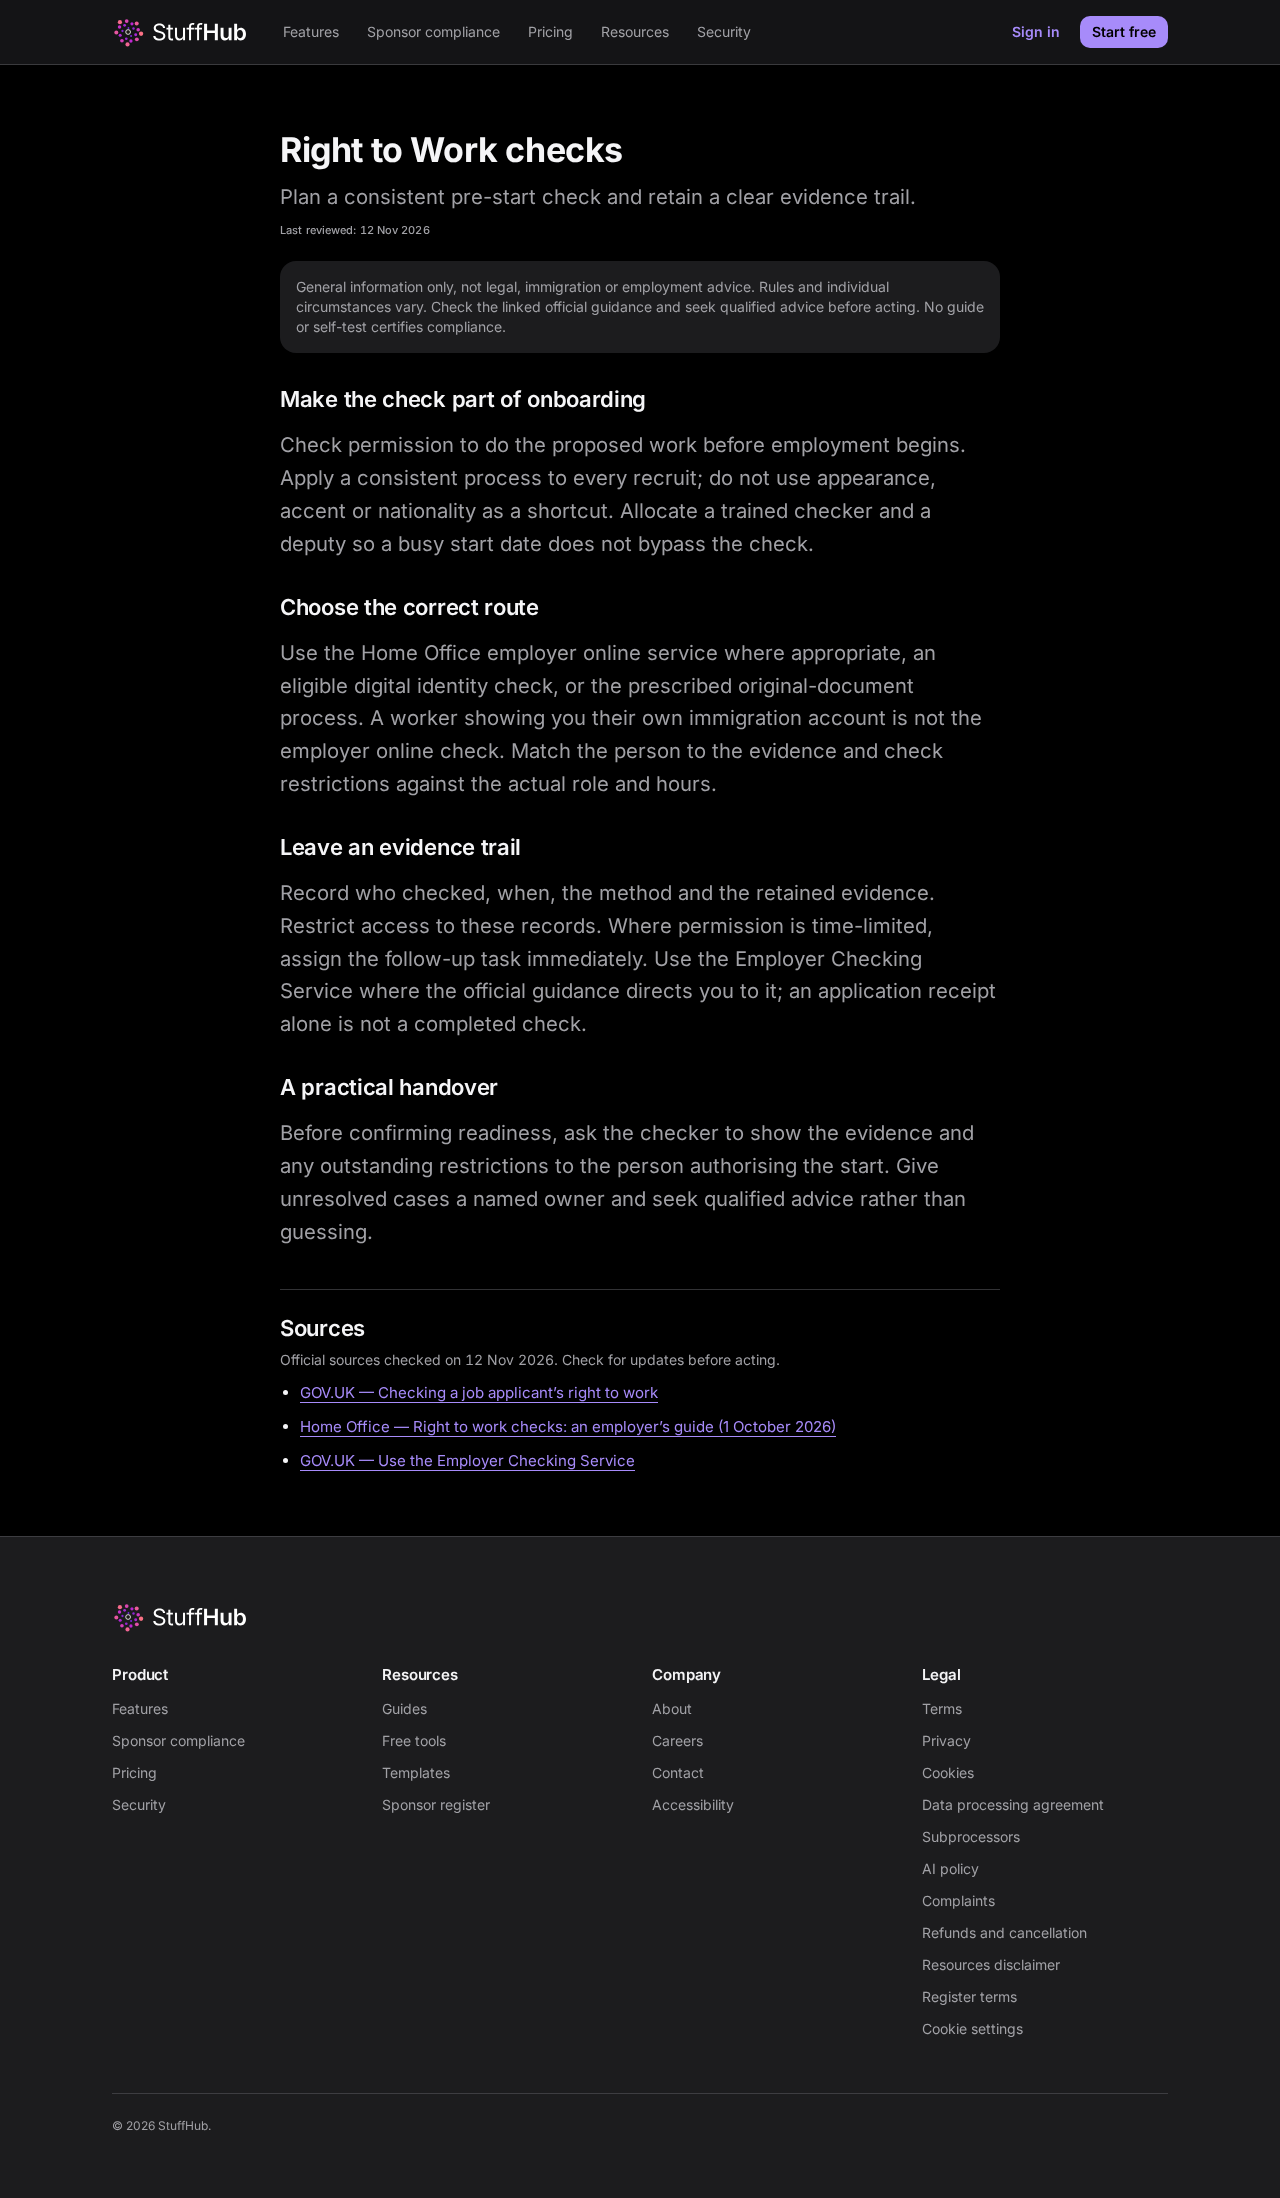 StuffHub
Features
Sponsor compliance
Pricing
Resources
Security
Sign in
Start free
Right to Work checks
Plan a consistent pre-start check and retain a clear evidence trail.
Last reviewed: 12 Nov 2026
General information only, not legal, immigration or employment advice. Rules and individual
circumstances vary. Check the linked official guidance and seek qualified advice before acting. No guide
or self-test certifies compliance.
Make the check part of onboarding
Check permission to do the proposed work before employment begins.
Apply a consistent process to every recruit; do not use appearance,
accent or nationality as a shortcut. Allocate a trained checker and a
deputy so a busy start date does not bypass the check.
Choose the correct route
Use the Home Office employer online service where appropriate, an
eligible digital identity check, or the prescribed original-document
process. A worker showing you their own immigration account is not the
employer online check. Match the person to the evidence and check
restrictions against the actual role and hours.
Leave an evidence trail
Record who checked, when, the method and the retained evidence.
Restrict access to these records. Where permission is time-limited,
assign the follow-up task immediately. Use the Employer Checking
Service where the official guidance directs you to it; an application receipt
alone is not a completed check.
A practical handover
Before confirming readiness, ask the checker to show the evidence and
any outstanding restrictions to the person authorising the start. Give
unresolved cases a named owner and seek qualified advice rather than
guessing.
Sources
Official sources checked on 12 Nov 2026. Check for updates before acting.
GOV.UK — Checking a job applicant’s right to work
Home Office — Right to work checks: an employer’s guide (1 October 2026)
GOV.UK — Use the Employer Checking Service
StuffHub
Product
Features
Sponsor compliance
Pricing
Security
Resources
Guides
Free tools
Templates
Sponsor register
Company
About
Careers
Contact
Accessibility
Legal
Terms
Privacy
Cookies
Data processing agreement
Subprocessors
AI policy
Complaints
Refunds and cancellation
Resources disclaimer
Register terms
Cookie settings
© 2026 StuffHub.